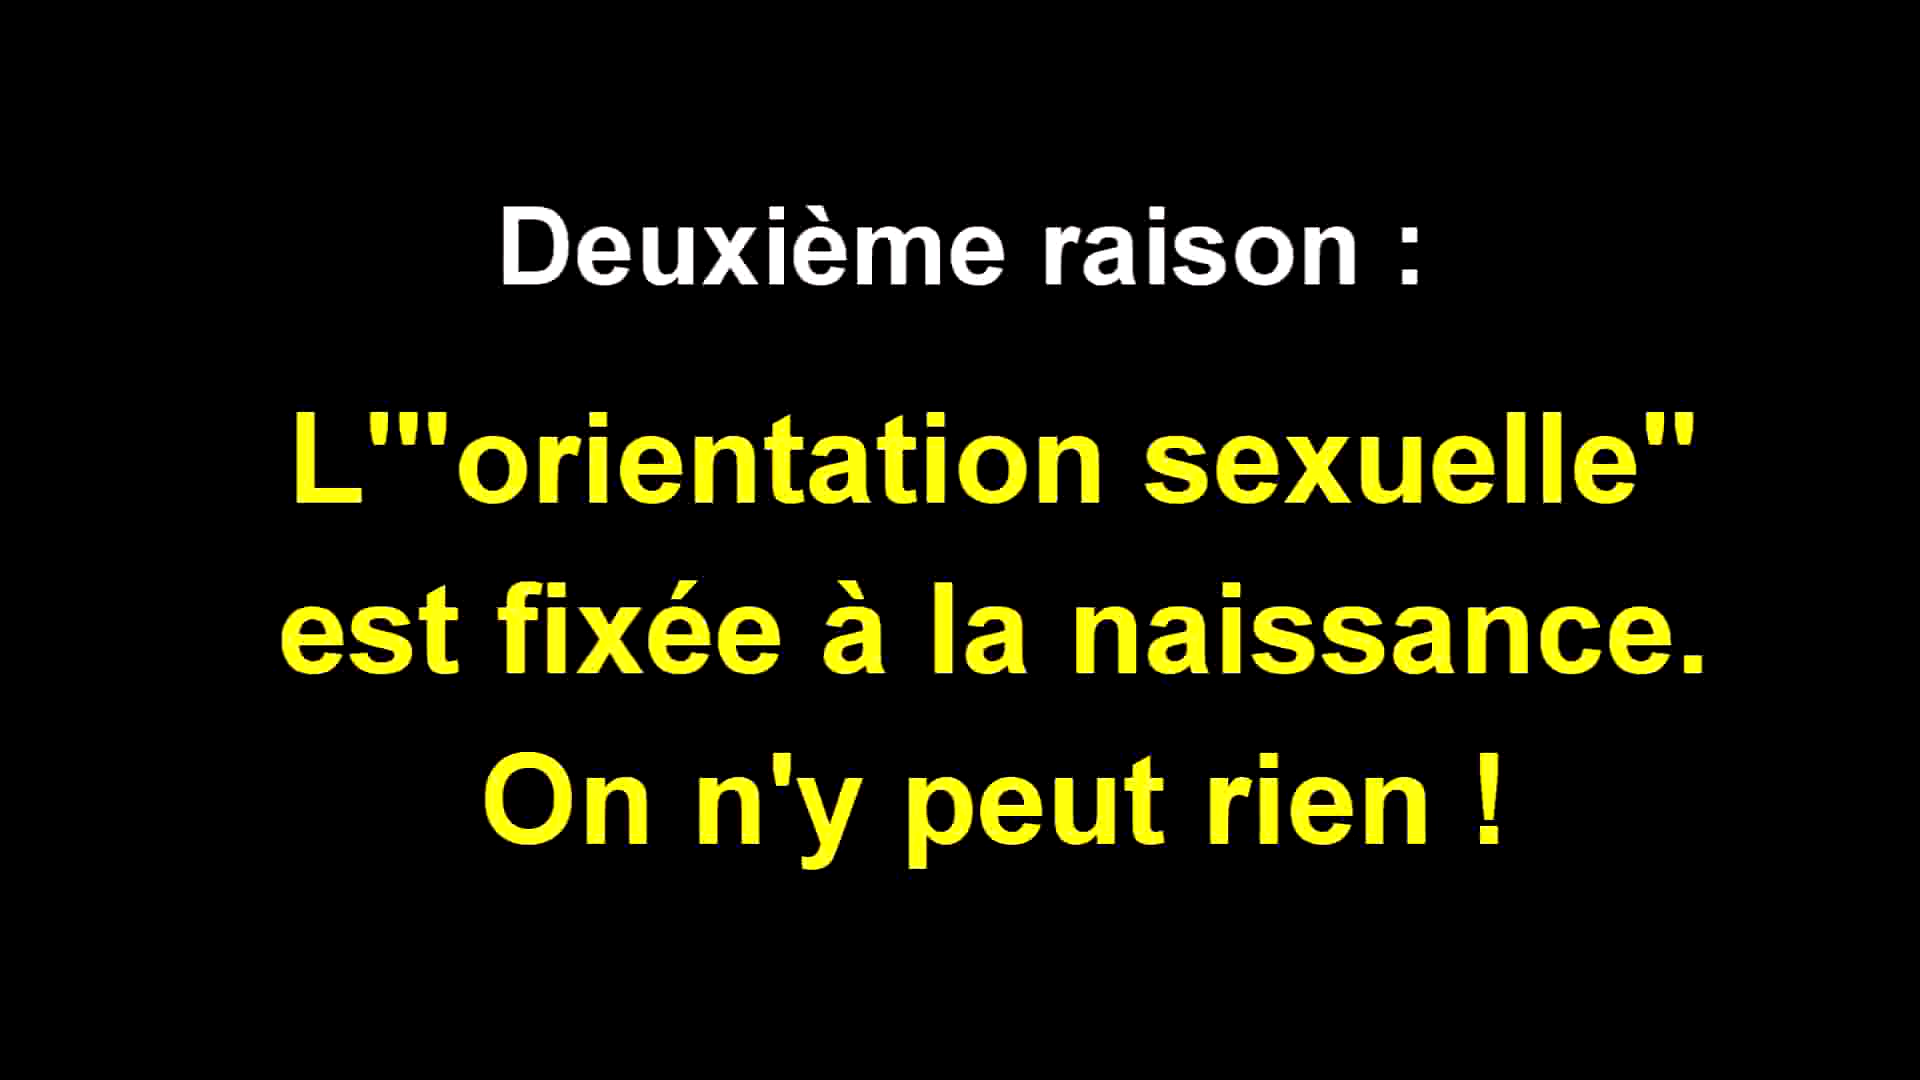 Deuxième raison :
L'"orientation sexuelle"
est fixée à la naissance.
On n'y peut rien !